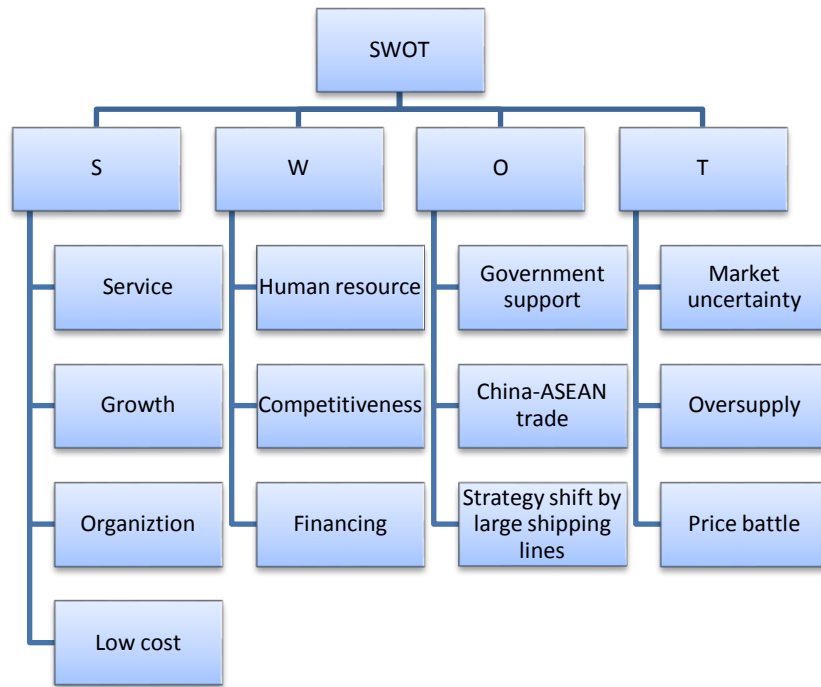 SWOT
S
W
O
T
Service
Growth
Organiztion
Low cost
Human resource
Competitiveness
Financing
Government
support
China-ASEAN
trade
Strategy shift by
large shipping
lines
Market
uncertainty
Oversupply
Price battle